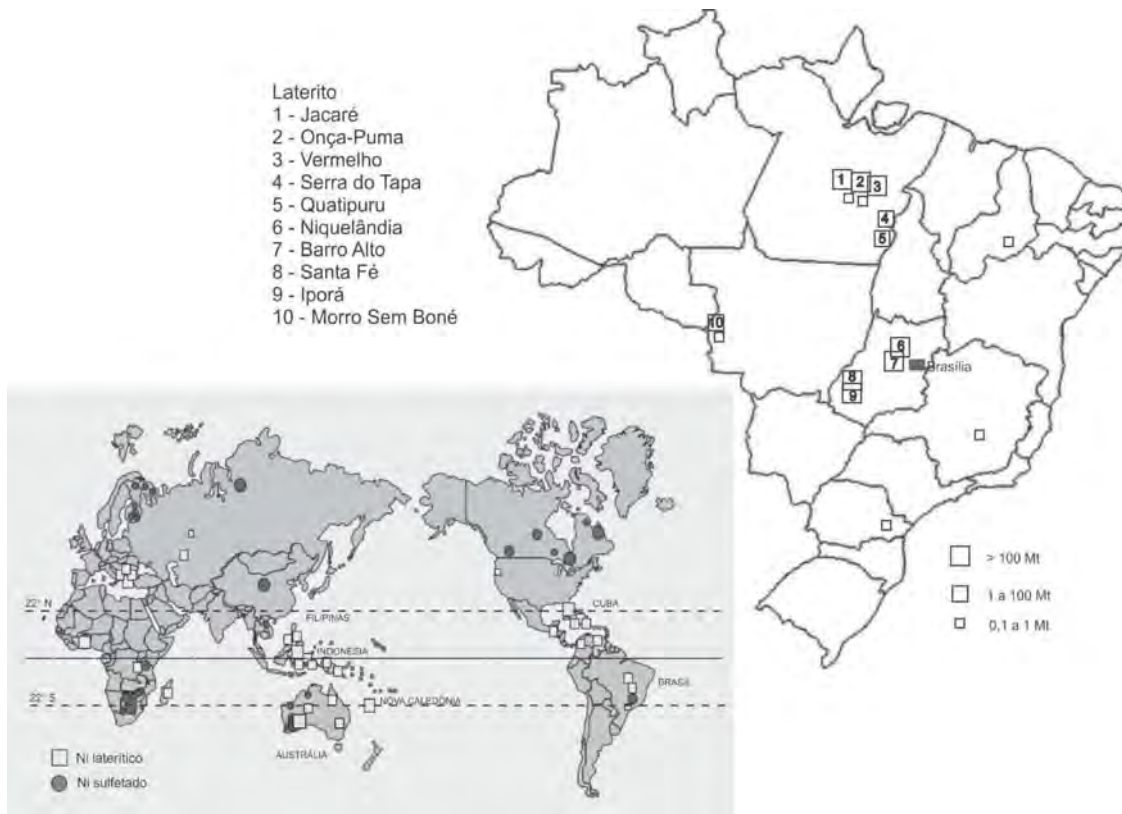 Laterito
1 - Jacaré
2 - Onça-Puma
3 - Vermelho
4 - Serra do Tapa
5 - Quatipuru
6 - Niquelândia
7 - Barro Alto
8 - Santa Fé
9 - Iporá
10 - Morro Sem Boné
1
2
3
4
5
10
6
7
Brasília
8
9
> 100 Mt
1 a 100 Mt
0,1 a 1 Mt
22° N
CUBA
FILIPINAS
INDONESIA
BRASIL
22° S
NOVA CALEDÔNIA
AUSTRÁLIA
Ni laterítico
Ni sulfetado